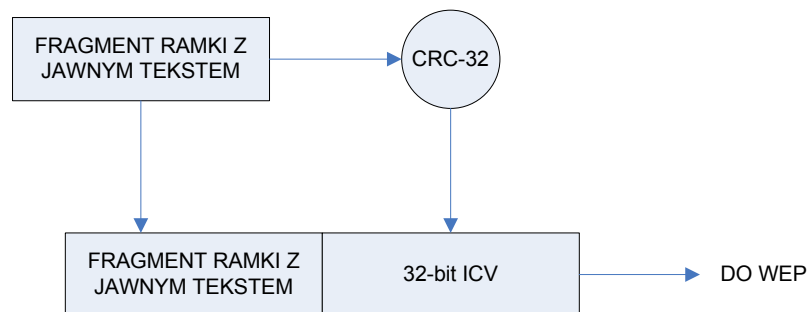 FRAGMENT RAMKI Z
JAWNYM TEKSTEM
CRC-32
FRAGMENT RAMKI Z
JAWNYM TEKSTEM
32-bit ICV
DO WEP